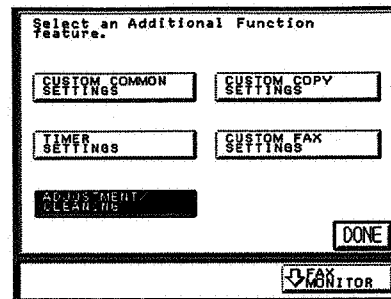 Select an Additional Function
feature.
CUSTOM COMMON
SETTINGS
CUSTOM COPY
SETTINGS
TIMER
SETTINGS
CUSTOM FAX
SETTINGS
ADJUSTMENT/
CLEANING
DONE
FAX
MONITOR